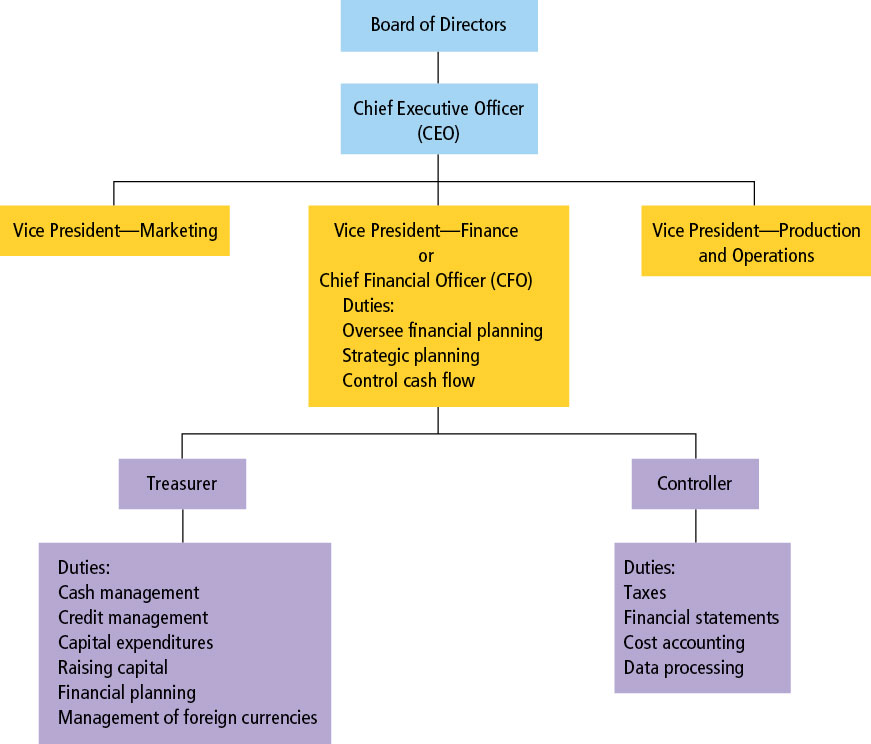 Board of Directors
Chief Executive Officer
(CEO)
Vice President—Marketing
Vice President—Finance
or
Chief Financial Officer (CFO)
Duties:
Oversee financial planning
Strategic planning
Control cash flow
Vice President—Production
and Operations
Treasurer
Controller
Duties:
Cash management
Credit management
Capital expenditures
Raising capital
Financial planning
Management of foreign currencies
Duties:
Taxes
Financial statements
Cost accounting
Data processing